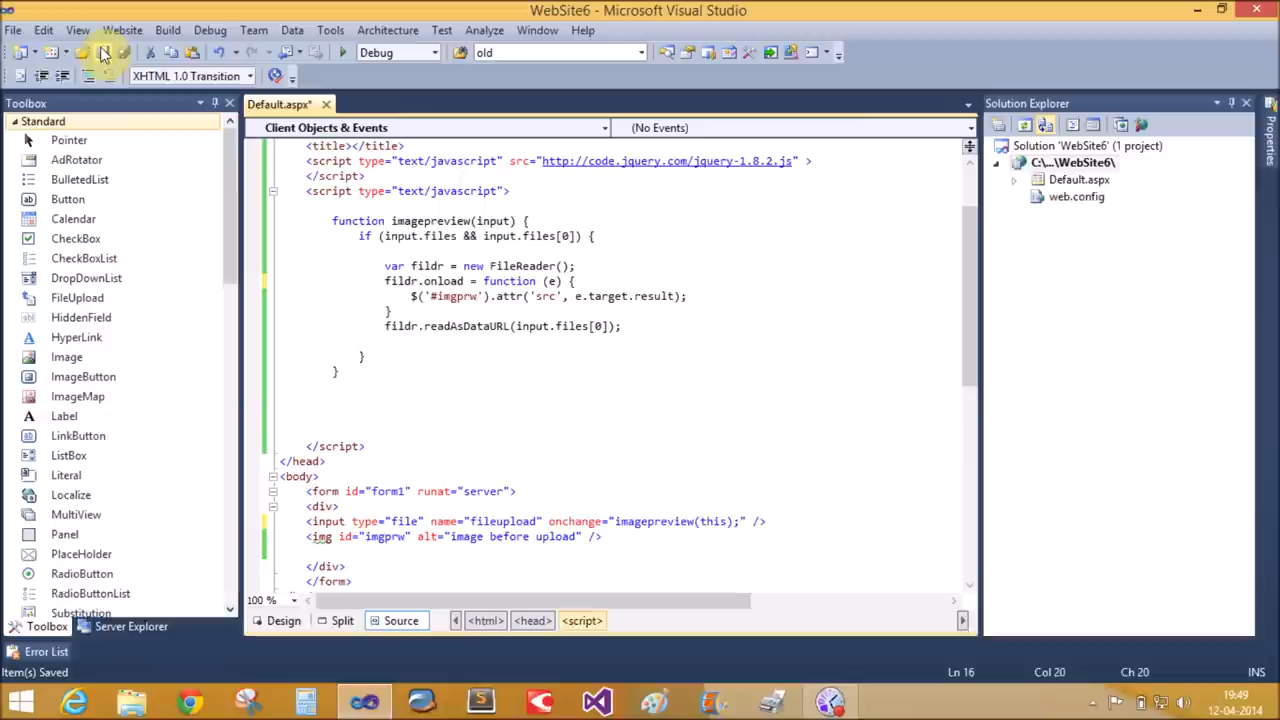 WebSite6 - Microsoft Visual Studio
File Edit View Website Build Debug Team Data Tools Architecture Test Analyze Window Help
Debug old
XHTML 1.0 Transition
Toolbox
Standard
Pointer
AdRotator
BulletedList
Button
Calendar
CheckBox
CheckBoxList
DropDownList
FileUpload
HiddenField
HyperLink
Image
ImageButton
ImageMap
Label
LinkButton
ListBox
Literal
Localize
MultiView
Panel
PlaceHolder
RadioButton
RadioButtonList
Substitution
Toolbox Server Explorer
Default.aspx*
Client Objects & Events (No Events)
<title></title>
<script type="text/javascript" src="http://code.jquery.com/jquery-1.8.2.js" >
</script>
<script type="text/javascript">
function imagepreview(input) {
if (input.files && input.files[0]) {
var fildr = new FileReader();
fildr.onload = function (e) {
$('#imgprw').attr('src', e.target.result);
}
fildr.readAsDataURL(input.files[0]);
}
}
</script>
</head>
<body>
<form id="form1" runat="server">
<div>
<input type="file" name="fileupload" onchange="imagepreview(this);" />
<img id="imgprw" alt="image before upload" />
</div>
</form>
100 %
Design Split Source <html> <head> <script>
Solution Explorer
Solution 'WebSite6' (1 project)
C:\...\WebSite6\
Default.aspx
web.config
Properties
Error List
Item(s) Saved Ln 16 Col 20 Ch 20 INS
19:49
12-04-2014